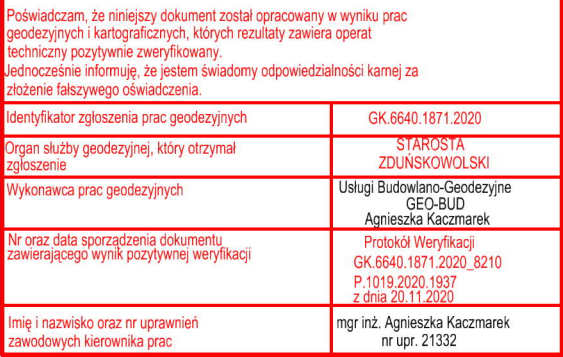 Poświadczam, że niniejszy dokument został opracowany w wyniku prac
geodezyjnych i kartograficznych, których rezultaty zawiera operat
techniczny pozytywnie zweryfikowany.
Jednocześnie informuję, że jestem świadomy odpowiedzialności karnej za
złożenie fałszywego oświadczenia.
Identyfikator zgłoszenia prac geodezyjnych
GK.6640.1871.2020
Organ służby geodezyjnej, który otrzymał
zgłoszenie
STAROSTA
ZDUŃSKOWOLSKI
Wykonawca prac geodezyjnych
Usługi Budowlano-Geodezyjne
GEO-BUD
Agnieszka Kaczmarek
Nr oraz data sporządzenia dokumentu
zawierającego wynik pozytywnej weryfikacji
Protokół Weryfikacji
GK.6640.1871.2020_8210
P.1019.2020.1937
z dnia 20.11.2020
Imię i nazwisko oraz nr uprawnień
zawodowych kierownika prac
mgr inż. Agnieszka Kaczmarek
nr upr. 21332